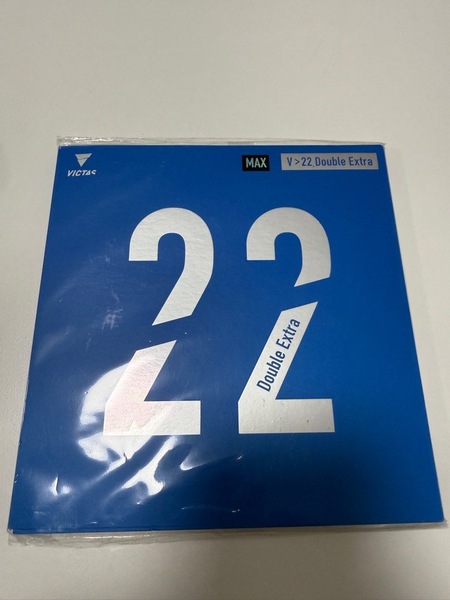 VICTAS
MAX
V>22 Double Extra
22
Double Extra